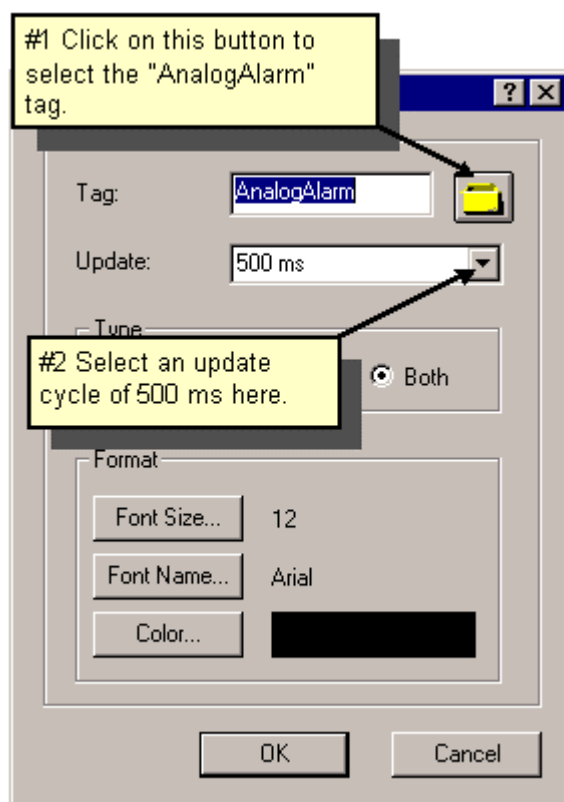 #1 Click on this button to
select the "AnalogAlarm"
tag.
Tag:
AnalogAlarm
Update:
500 ms
Type
#2 Select an update
cycle of 500 ms here.
Both
Format
Font Size...
12
Font Name...
Arial
Color...
OK
Cancel